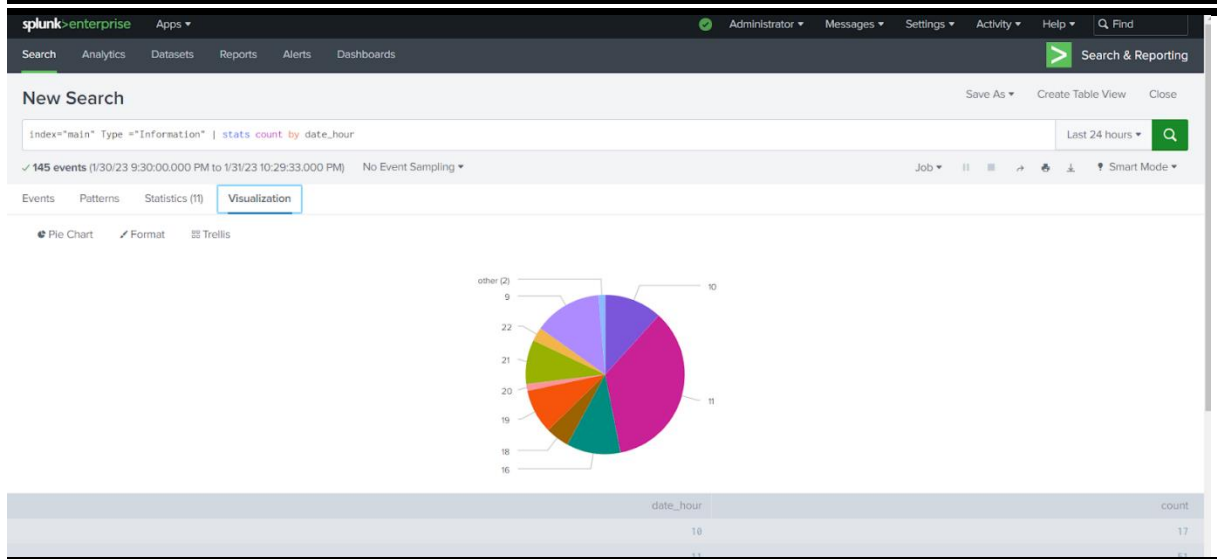 splunk>enterprise Apps Administrator Messages Settings Activity Help Find
Search Analytics Datasets Reports Alerts Dashboards Search & Reporting
New Search Save As Create Table View Close
index="main" Type ="Information" | stats count by date_hour Last 24 hours
145 events (1/30/23 9:30:00.000 PM to 1/31/23 10:29:33.000 PM) No Event Sampling Job Smart Mode
Events Patterns Statistics (11) Visualization
Pie Chart Format Trellis
other (2)
10
9
22
21
20
11
19
18
16
date_hour count
10 17
11 51